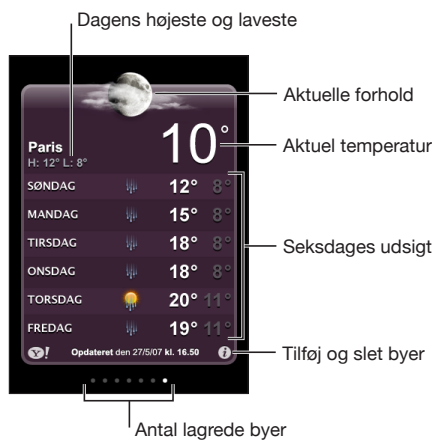 Dagens højeste og laveste
Aktuelle forhold
10°
Aktuel temperatur
Paris
H: 12° L: 8°
SØNDAG 12° 8°
MANDAG 15° 8°
TIRSDAG 18° 8°
Seksdages udsigt
ONSDAG 18° 8°
TORSDAG 20° 11°
FREDAG 19° 11°
Y! Opdateret den 27/5/07 kl. 16.50 i
Tilføj og slet byer
Antal lagrede byer